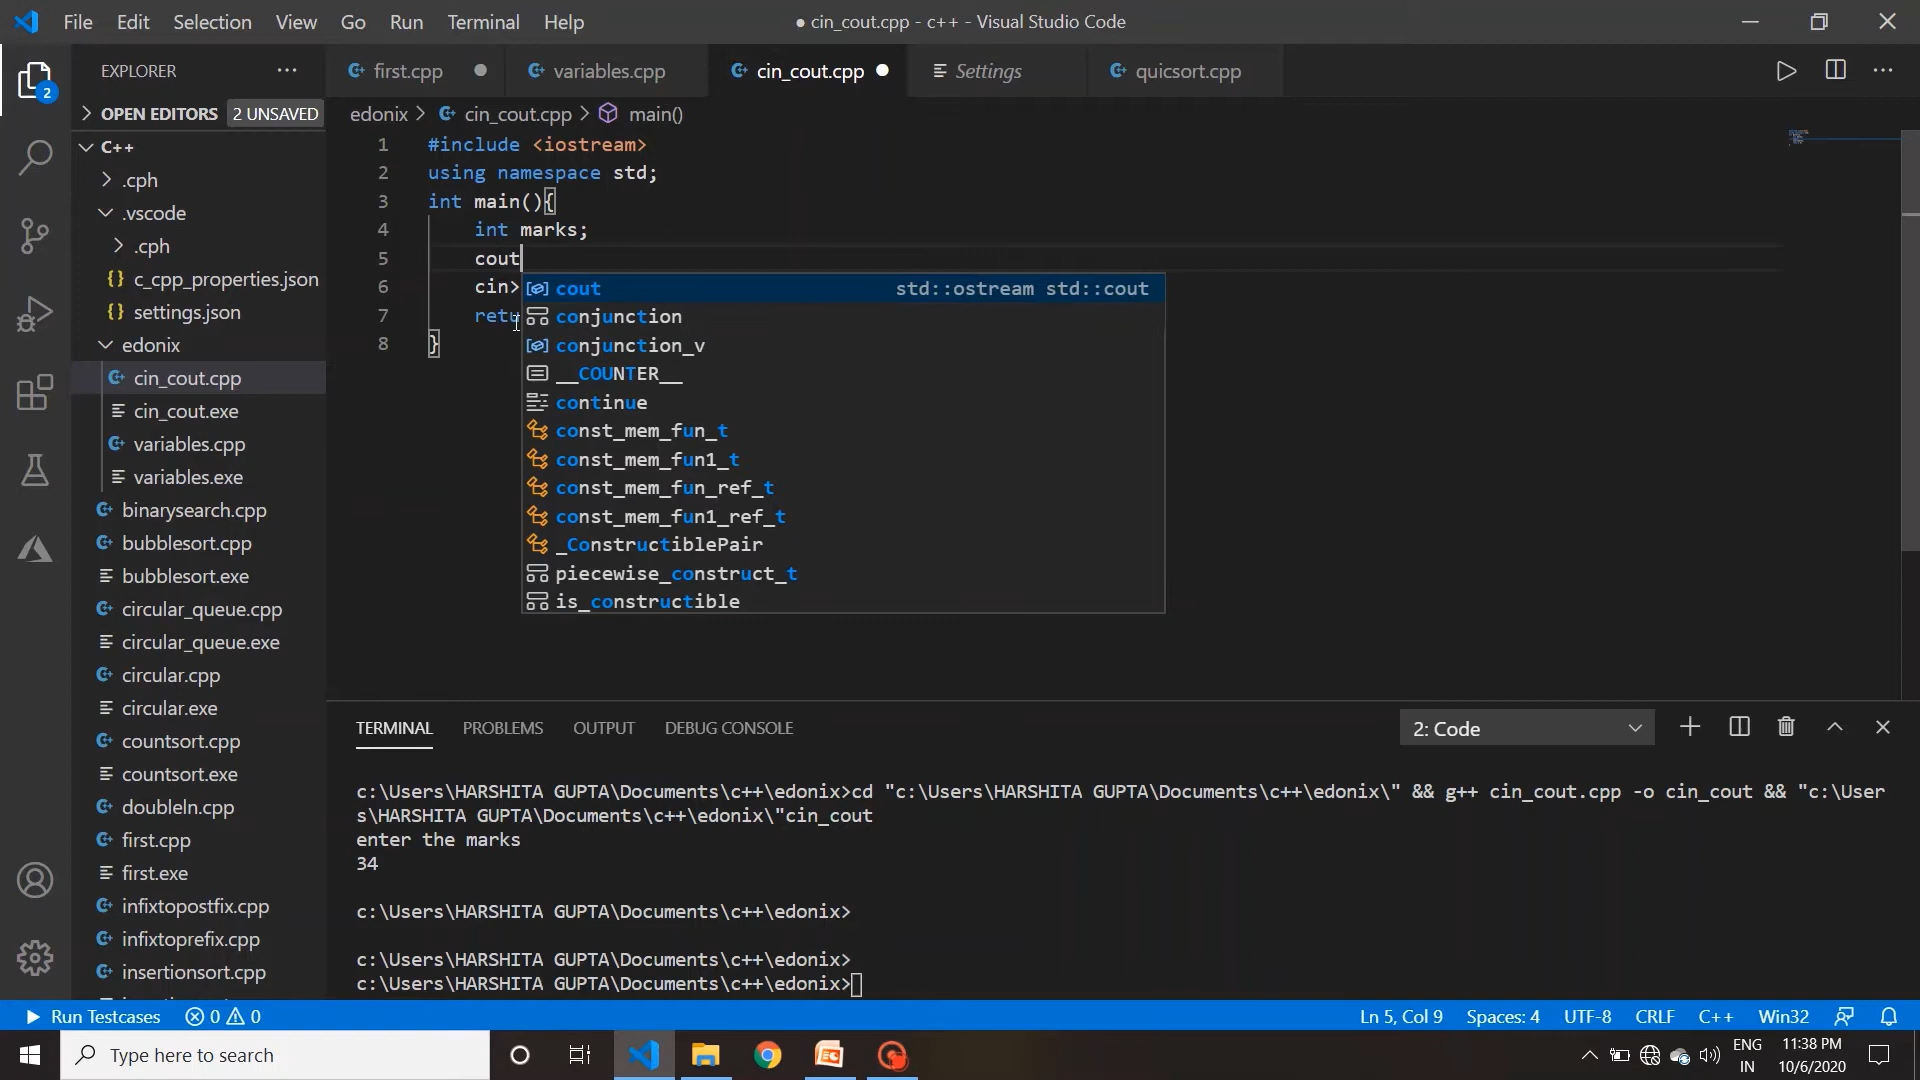 File Edit Selection View Go Run Terminal Help
● cin_cout.cpp - c++ - Visual Studio Code
EXPLORER ···
first.cpp ● variables.cpp cin_cout.cpp ● Settings quicsort.cpp
OPEN EDITORS 2 UNSAVED
edonix > cin_cout.cpp > main()
2
C++
.cph
.vscode
.cph
c_cpp_properties.json
settings.json
edonix
cin_cout.cpp
cin_cout.exe
variables.cpp
variables.exe
binarysearch.cpp
bubblesort.cpp
bubblesort.exe
circular_queue.cpp
circular_queue.exe
circular.cpp
circular.exe
countsort.cpp
countsort.exe
doubleln.cpp
first.cpp
first.exe
infixtopostfix.cpp
infixtoprefix.cpp
insertionsort.cpp
1 #include <iostream>
2 using namespace std;
3 int main(){
4 int marks;
5 cout
6 cin>
7 retu
8 }
cout std::ostream std::cout
conjunction
conjunction_v
__COUNTER__
continue
const_mem_fun_t
const_mem_fun1_t
const_mem_fun_ref_t
const_mem_fun1_ref_t
_ConstructiblePair
piecewise_construct_t
is_constructible
TERMINAL PROBLEMS OUTPUT DEBUG CONSOLE 2: Code
c:\Users\HARSHITA GUPTA\Documents\c++\edonix>cd "c:\Users\HARSHITA GUPTA\Documents\c++\edonix\" && g++ cin_cout.cpp -o cin_cout && "c:\User
s\HARSHITA GUPTA\Documents\c++\edonix\"cin_cout
enter the marks
34
c:\Users\HARSHITA GUPTA\Documents\c++\edonix>
c:\Users\HARSHITA GUPTA\Documents\c++\edonix>
c:\Users\HARSHITA GUPTA\Documents\c++\edonix>
Run Testcases 0 0 Ln 5, Col 9 Spaces: 4 UTF-8 CRLF C++ Win32
Type here to search
ENG
IN
11:38 PM
10/6/2020